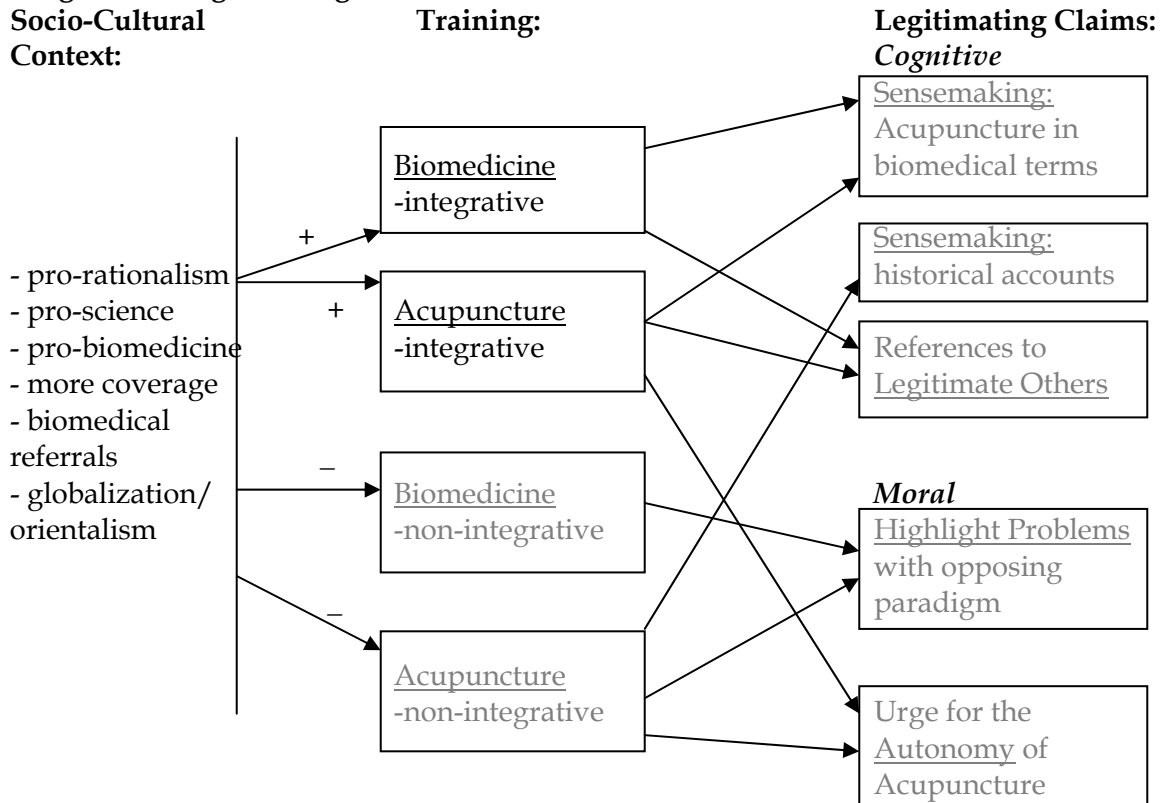 Socio-Cultural
Context:
Training:
Legitimating Claims:
Cognitive
- pro-rationalism
- pro-science
- pro-biomedicine
- more coverage
- biomedical
referrals
- globalization/
orientalism
+
+
–
–
Biomedicine
-integrative
Acupuncture
-integrative
Biomedicine
-non-integrative
Acupuncture
-non-integrative
Sensemaking:
Acupuncture in
biomedical terms
Sensemaking:
historical accounts
References to
Legitimate Others
Moral
Highlight Problems
with opposing
paradigm
Urge for the
Autonomy of
Acupuncture